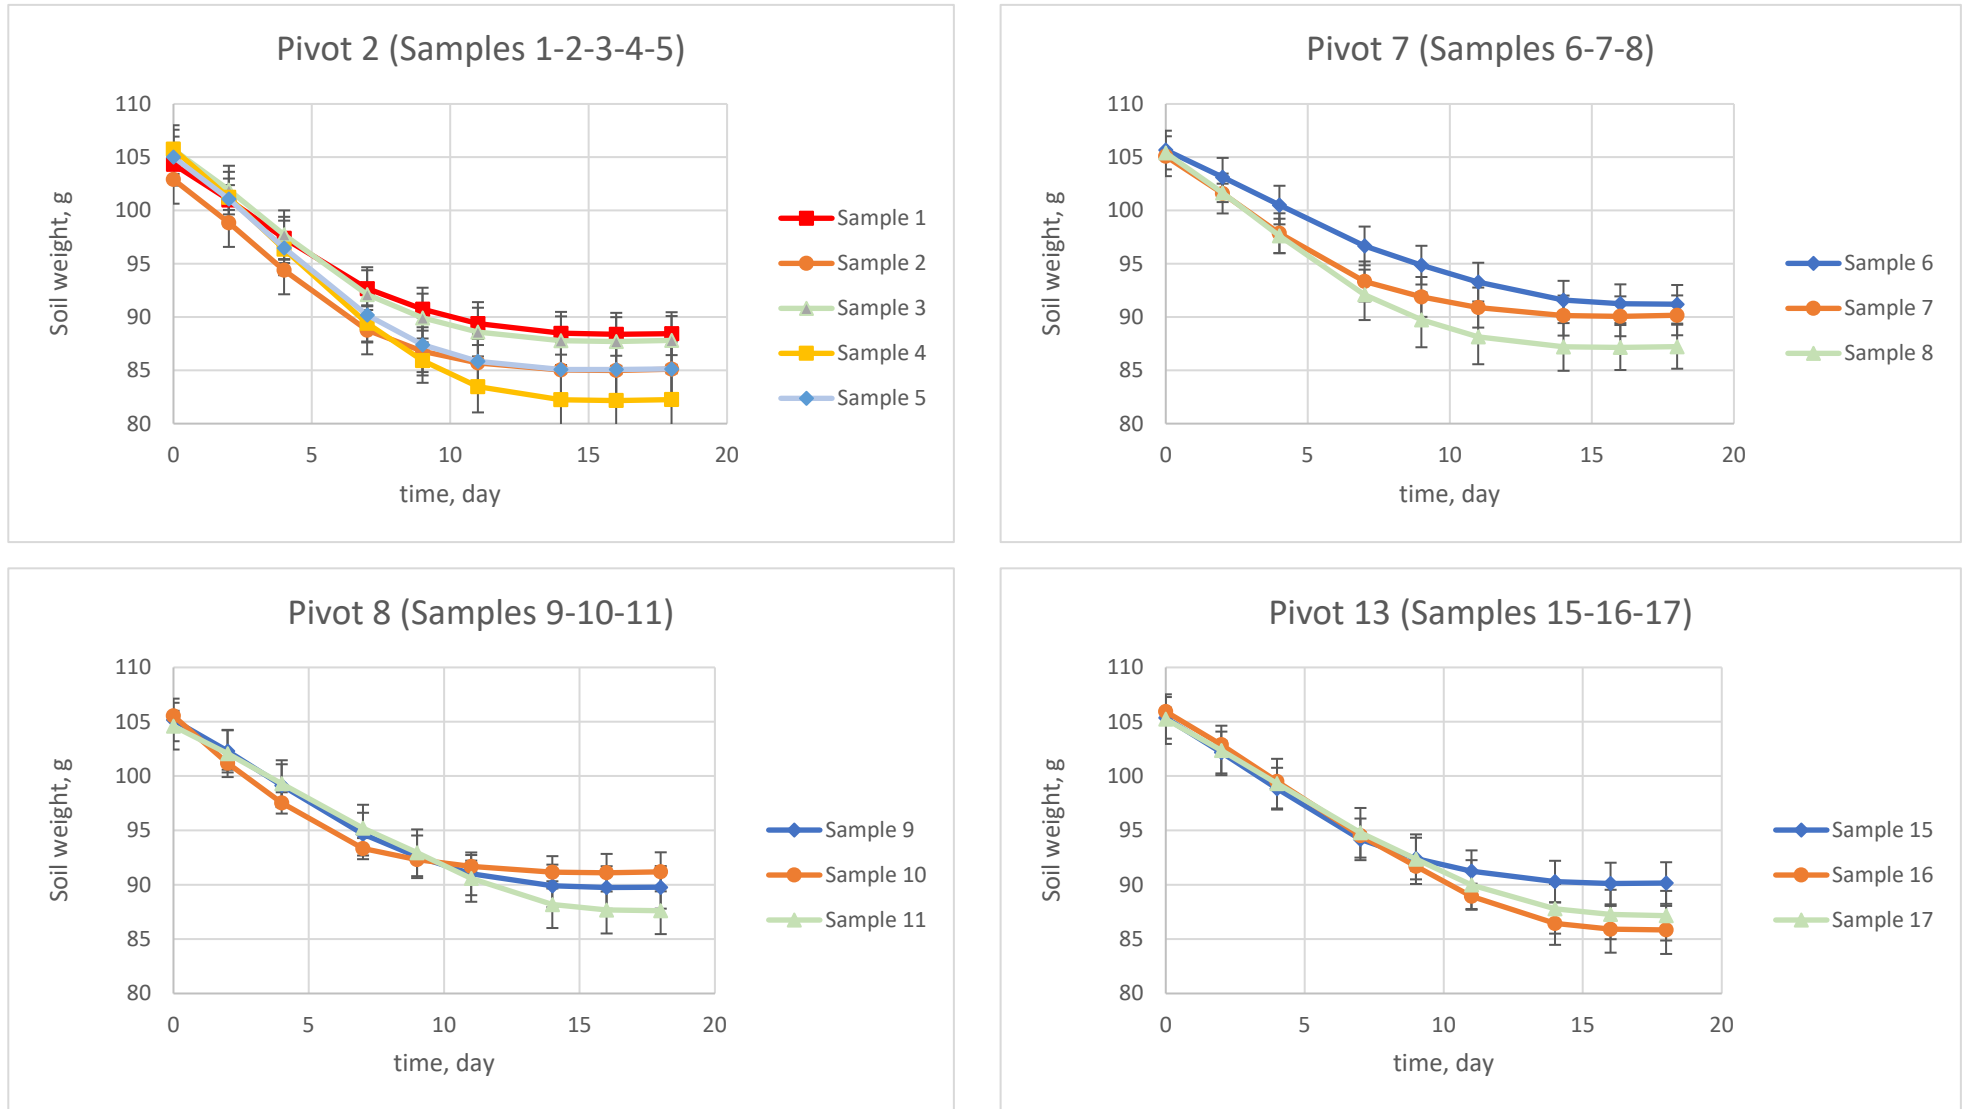 Pivot 2 (Samples 1-2-3-4-5)
110
105
100
95
90
85
80
Soil weight, g
0 5 10 15 20
time, day
Sample 1
Sample 2
Sample 3
Sample 4
Sample 5
Pivot 7 (Samples 6-7-8)
110
105
100
95
90
85
80
Soil weight, g
0 5 10 15 20
time, day
Sample 6
Sample 7
Sample 8
Pivot 8 (Samples 9-10-11)
110
105
100
95
90
85
80
Soil weight, g
0 5 10 15 20
time, day
Sample 9
Sample 10
Sample 11
Pivot 13 (Samples 15-16-17)
110
105
100
95
90
85
80
Soil weight, g
0 5 10 15 20
time, day
Sample 15
Sample 16
Sample 17